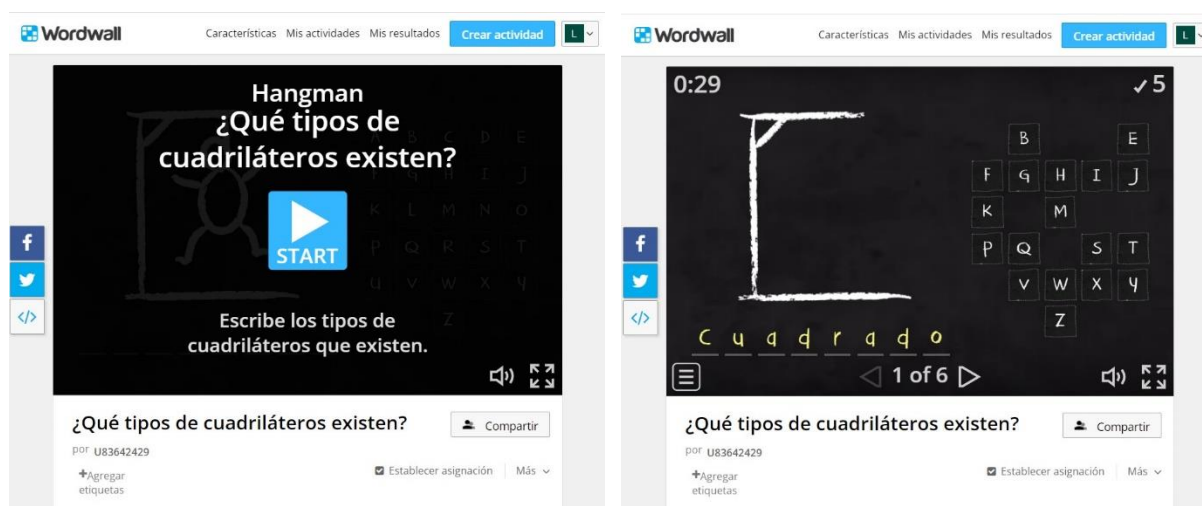 Wordwall
Características Mis actividades Mis resultados Crear actividad L
Hangman
¿Qué tipos de
cuadriláteros existen?
A B C D E
F G H I J
K L M N O
P Q R S T
U V W X Y
Z
START
Escribe los tipos de
cuadriláteros que existen.
f
</>
¿Qué tipos de cuadriláteros existen?
Compartir
por U83642429
+Agregar
etiquetas
Establecer asignación Más
Wordwall
Características Mis actividades Mis resultados Crear actividad L
0:29
✓5
B E
F G H I J
K M
P Q S T
V W X Y
Z
C u a d r a d o
1 of 6
f
</>
¿Qué tipos de cuadriláteros existen?
Compartir
por U83642429
+Agregar
etiquetas
Establecer asignación Más